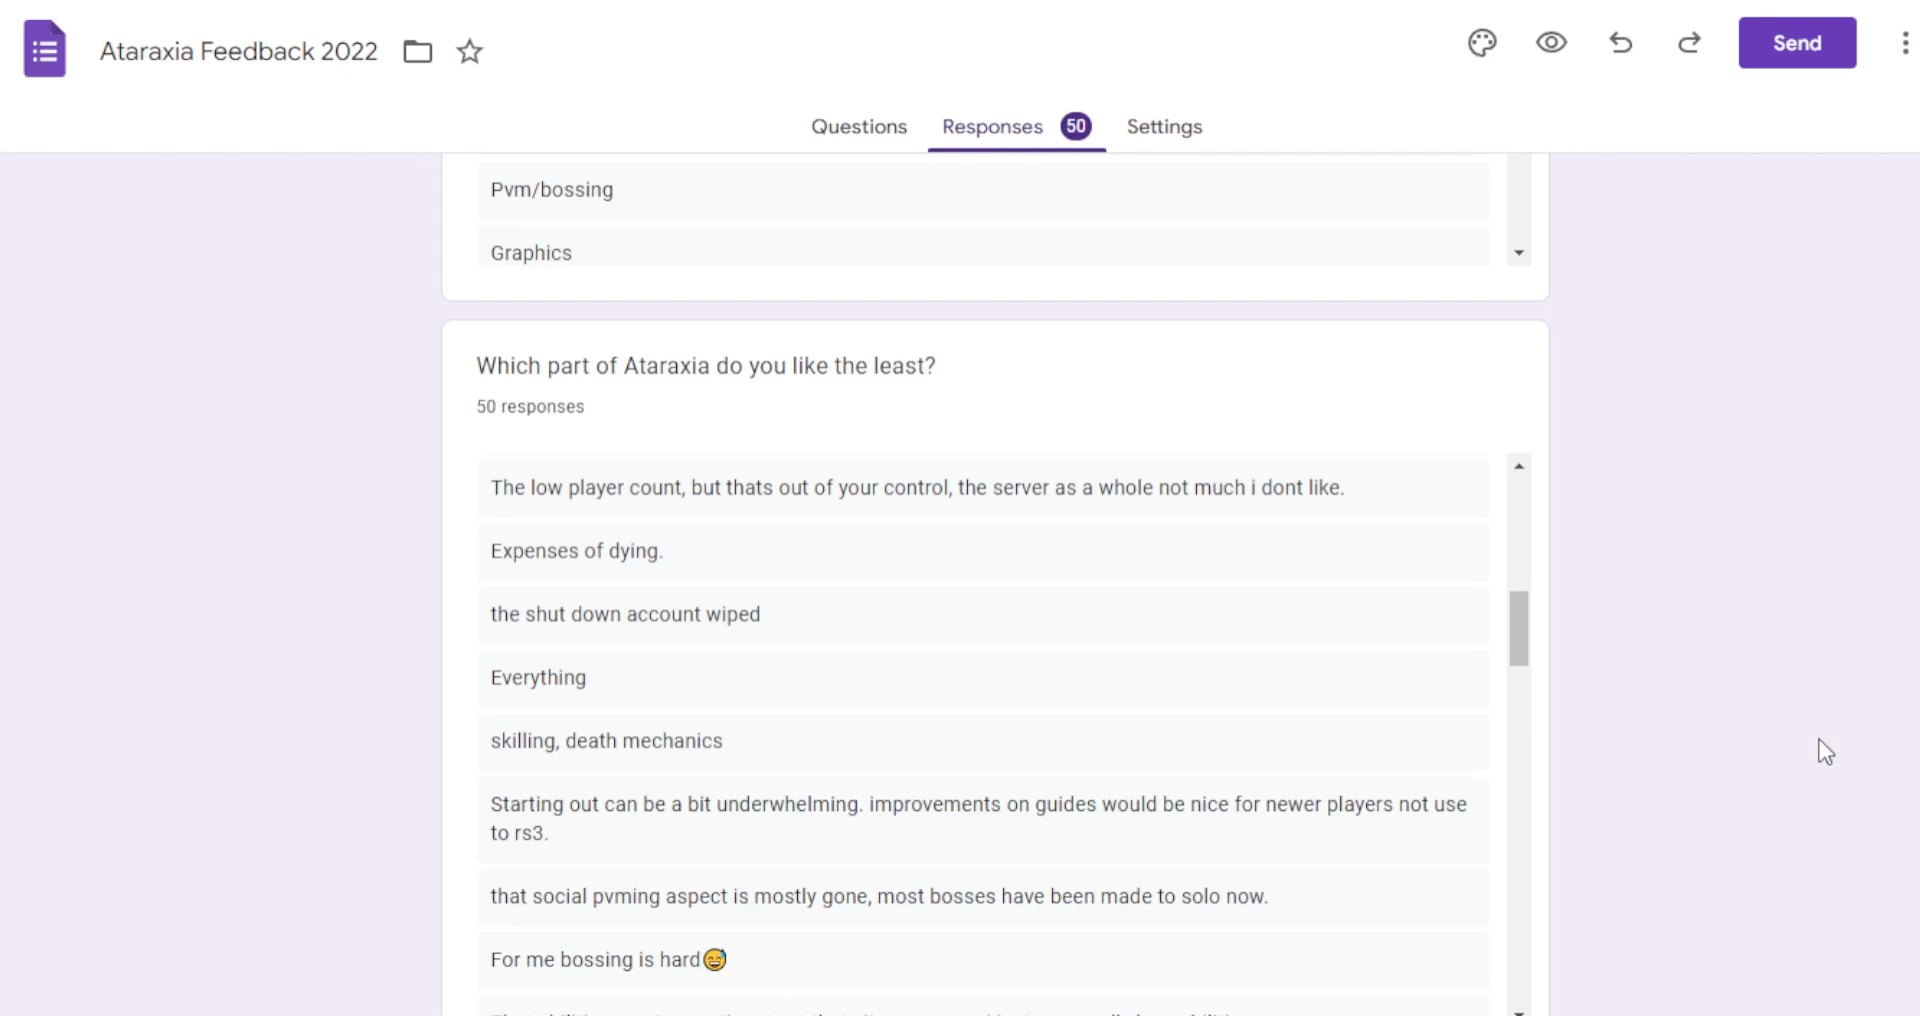 Ataraxia Feedback 2022
Send
Questions
Responses 50
Settings
Pvm/bossing
Graphics
Which part of Ataraxia do you like the least?
50 responses
The low player count, but thats out of your control, the server as a whole not much i dont like.
Expenses of dying.
the shut down account wiped
Everything
skilling, death mechanics
Starting out can be a bit underwhelming. improvements on guides would be nice for newer players not use
to rs3.
that social pvming aspect is mostly gone, most bosses have been made to solo now.
For me bossing is hard😅